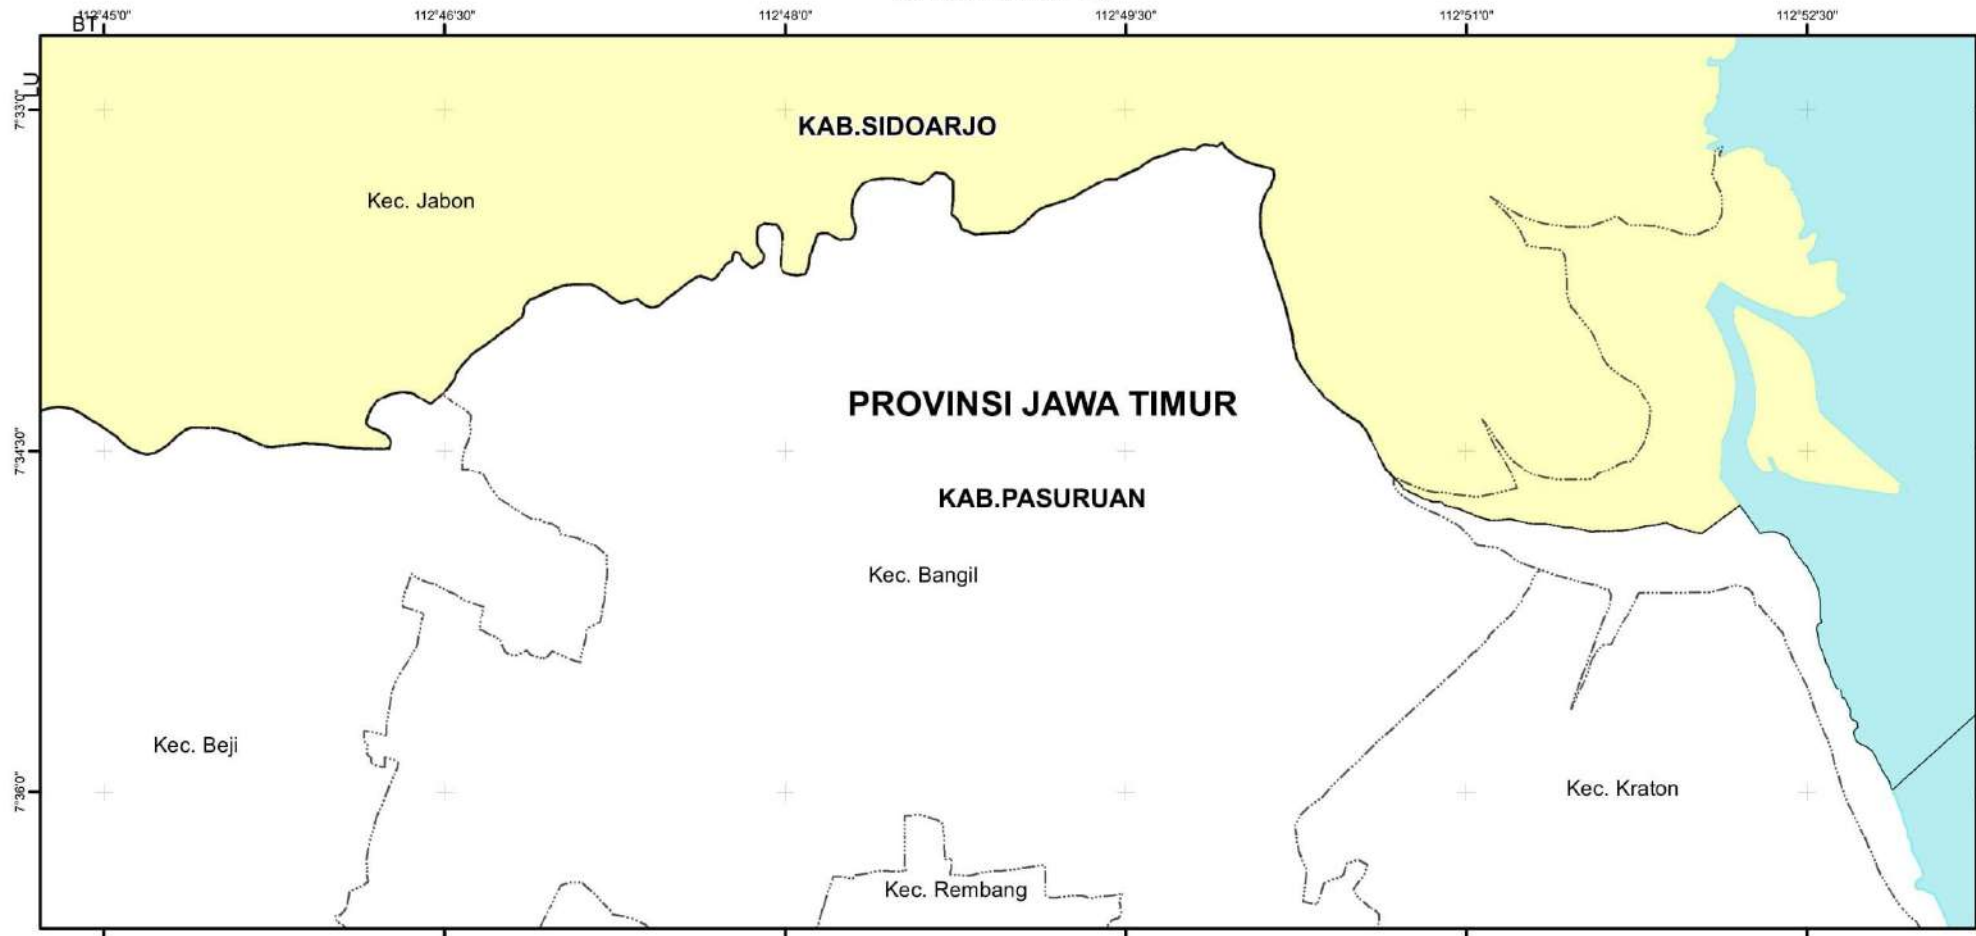 112°45'0" 112°46'30" 112°48'0" 112°49'30" 112°51'0" 112°52'30"
BT
LU
7°33'0"
KAB.SIDOARJO
Kec. Jabon
PROVINSI JAWA TIMUR
7°34'30"
KAB.PASURUAN
Kec. Bangil
Kec. Beji
7°36'0"
Kec. Kraton
Kec. Rembang